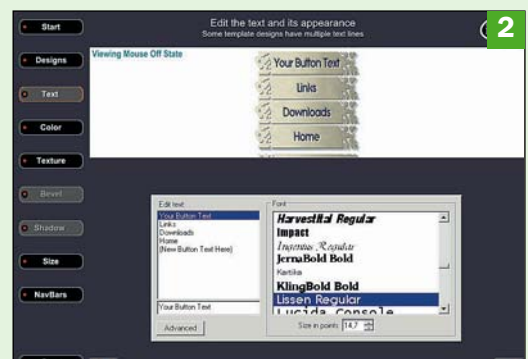 Start
Edit the text and its appearance
Some template designs have multiple text lines
2
Designs
Viewing Mouse Off State
Your Button Text
Text
Links
Downloads
Color
Home
Texture
Bevel
Shadow
Size
NavBars
Edit text:
Your Button Text
Links
Downloads
Home
(New Button Text Here)
Your Button Text
Advanced
Font
HarvestItal Regular
Impact
Ingenius Regular
JernaBold Bold
Kartika
KlingBold Bold
Lissen Regular
Lucida Console
Size in points 14,7